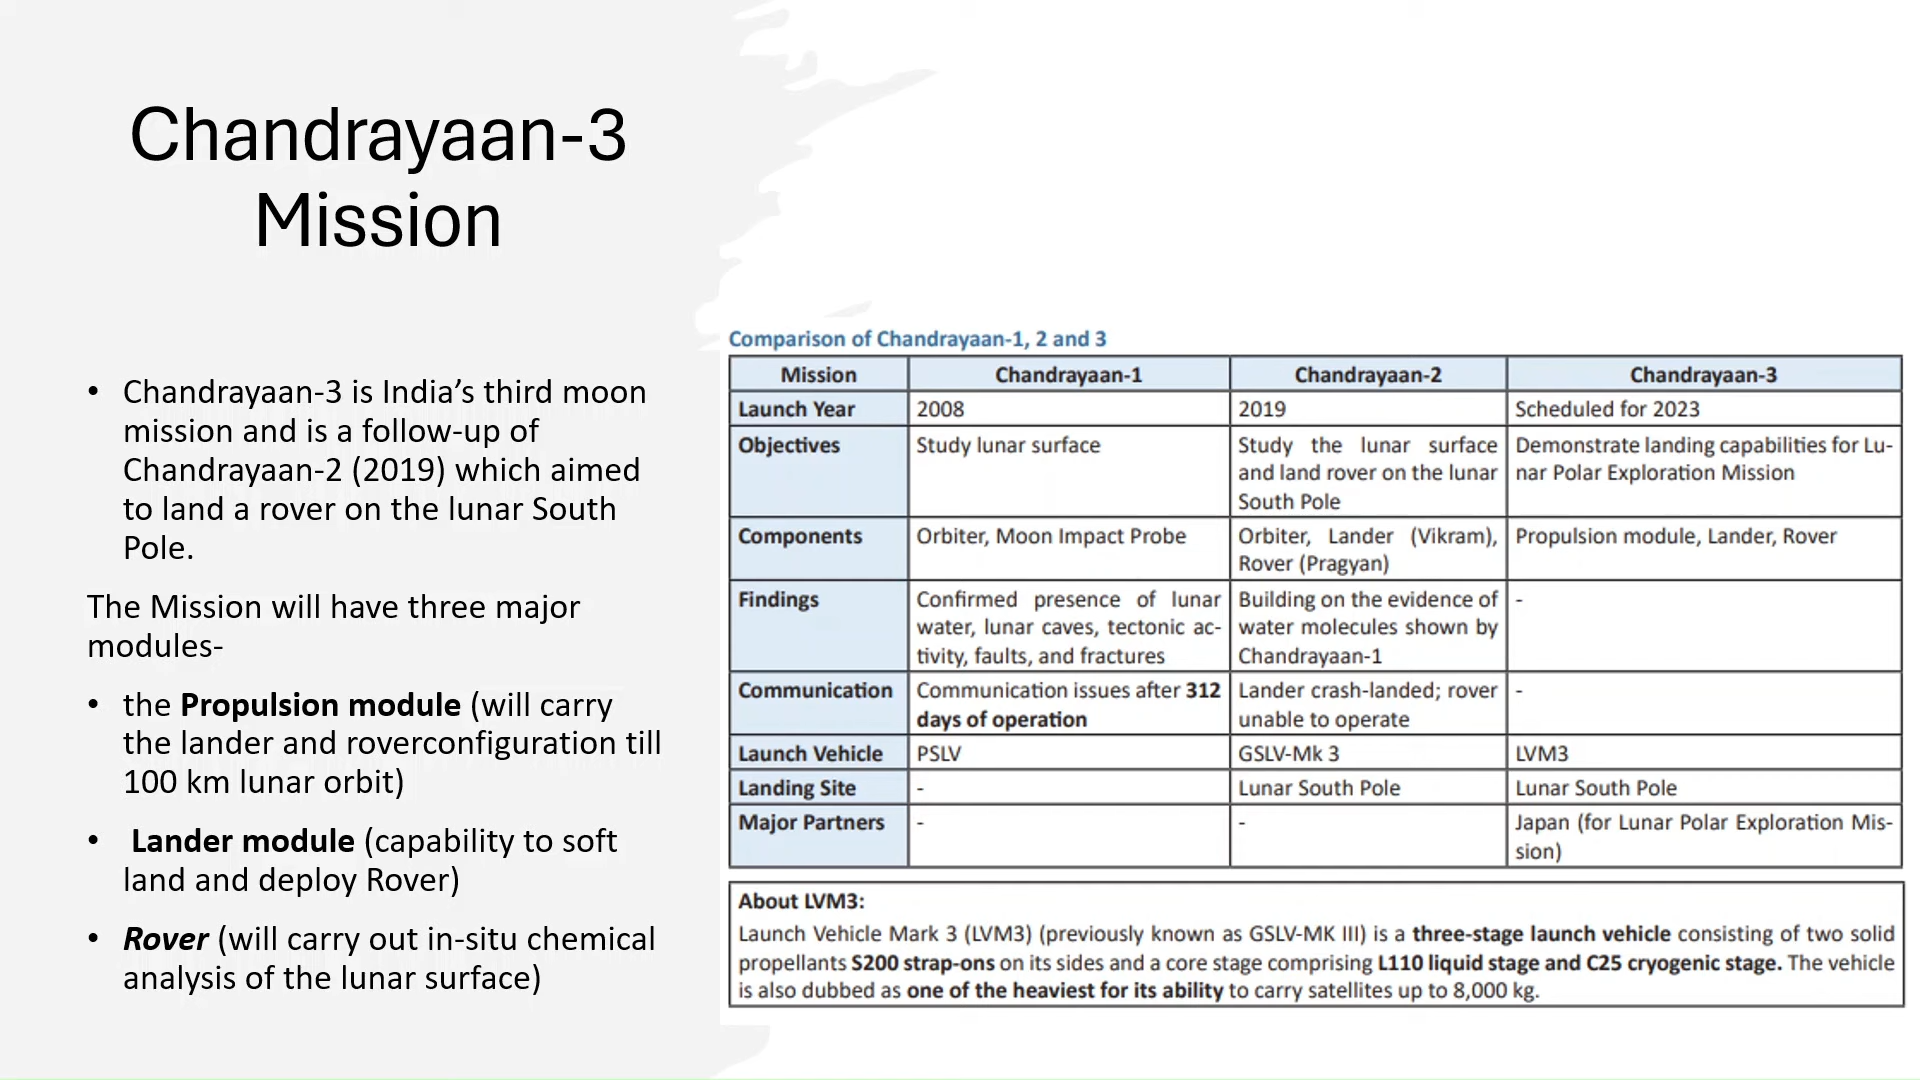 Chandrayaan-3
Mission
• Chandrayaan-3 is India’s third moon
mission and is a follow-up of
Chandrayaan-2 (2019) which aimed
to land a rover on the lunar South
Pole.
The Mission will have three major
modules-
• the Propulsion module (will carry
the lander and roverconfiguration till
100 km lunar orbit)
• Lander module (capability to soft
land and deploy Rover)
• Rover (will carry out in-situ chemical
analysis of the lunar surface)
Comparison of Chandrayaan-1, 2 and 3
Mission Chandrayaan-1 Chandrayaan-2 Chandrayaan-3
Launch Year 2008 2019 Scheduled for 2023
Objectives Study lunar surface Study the lunar surface Demonstrate landing capabilities for Lu-
and land rover on the lunar nar Polar Exploration Mission
South Pole
Components Orbiter, Moon Impact Probe Orbiter, Lander (Vikram), Propulsion module, Lander, Rover
Rover (Pragyan)
Findings Confirmed presence of lunar Building on the evidence of -
water, lunar caves, tectonic ac- water molecules shown by
tivity, faults, and fractures Chandrayaan-1
Communication Communication issues after 312 Lander crash-landed; rover -
days of operation unable to operate
Launch Vehicle PSLV GSLV-Mk 3 LVM3
Landing Site - Lunar South Pole Lunar South Pole
Major Partners - - Japan (for Lunar Polar Exploration Mis-
sion)
About LVM3:
Launch Vehicle Mark 3 (LVM3) (previously known as GSLV-MK III) is a three-stage launch vehicle consisting of two solid
propellants S200 strap-ons on its sides and a core stage comprising L110 liquid stage and C25 cryogenic stage. The vehicle
is also dubbed as one of the heaviest for its ability to carry satellites up to 8,000 kg.